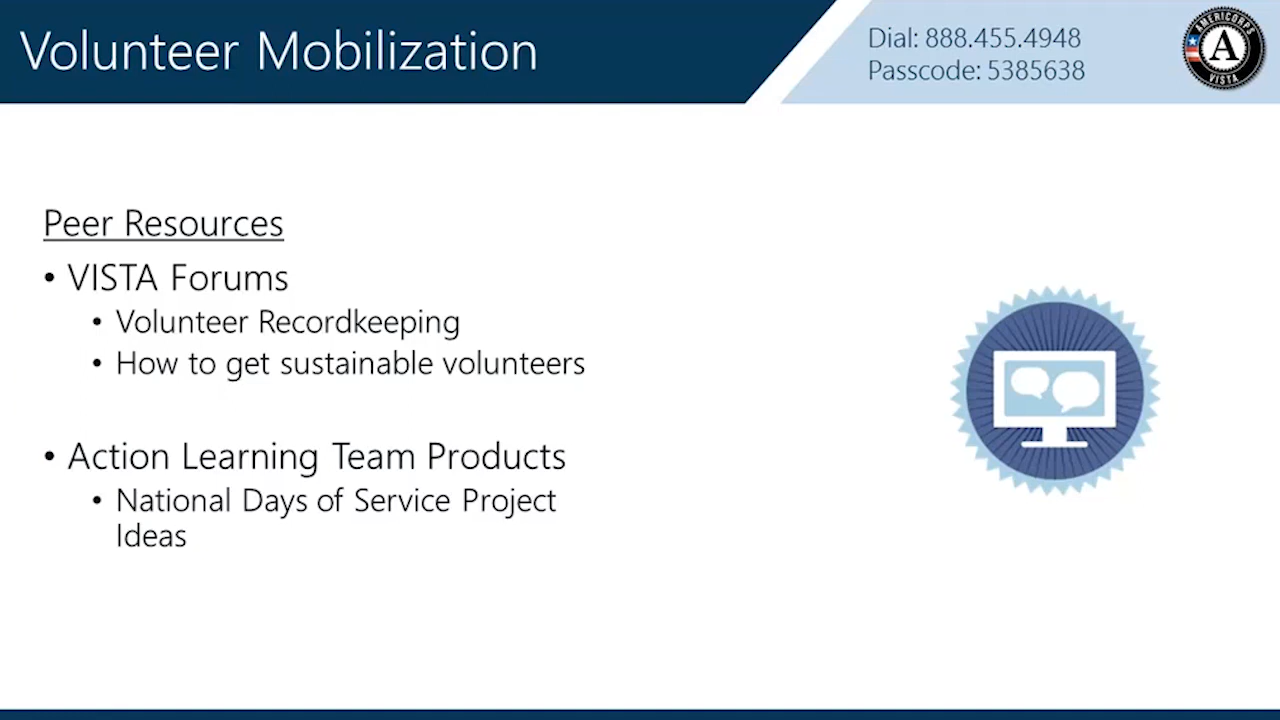 Volunteer Mobilization
Dial: 888.455.4948
Passcode: 5385638
AMERICORPS
A
VISTA
Peer Resources
• VISTA Forums
• Volunteer Recordkeeping
• How to get sustainable volunteers
• Action Learning Team Products
• National Days of Service Project
Ideas